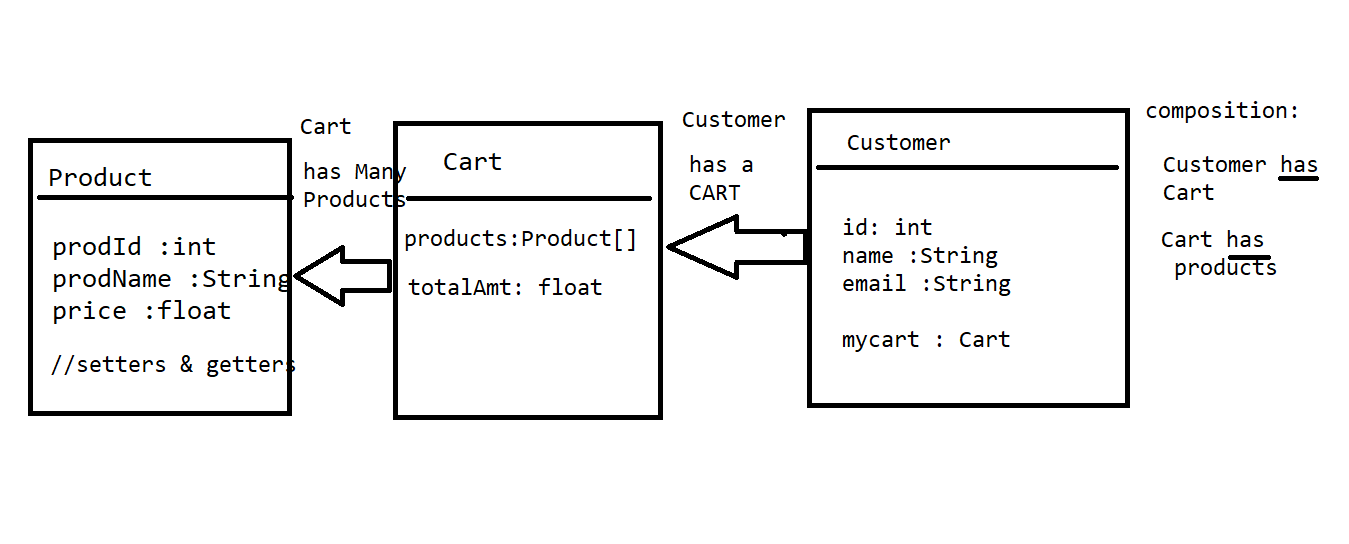 Product
prodId :int
prodName :String
price :float
//setters & getters
Cart
has Many
Products
Cart
products:Product[]
totalAmt: float
Customer
has a
CART
Customer
id: int
name :String
email :String
mycart : Cart
composition:
Customer has
Cart
Cart has
products